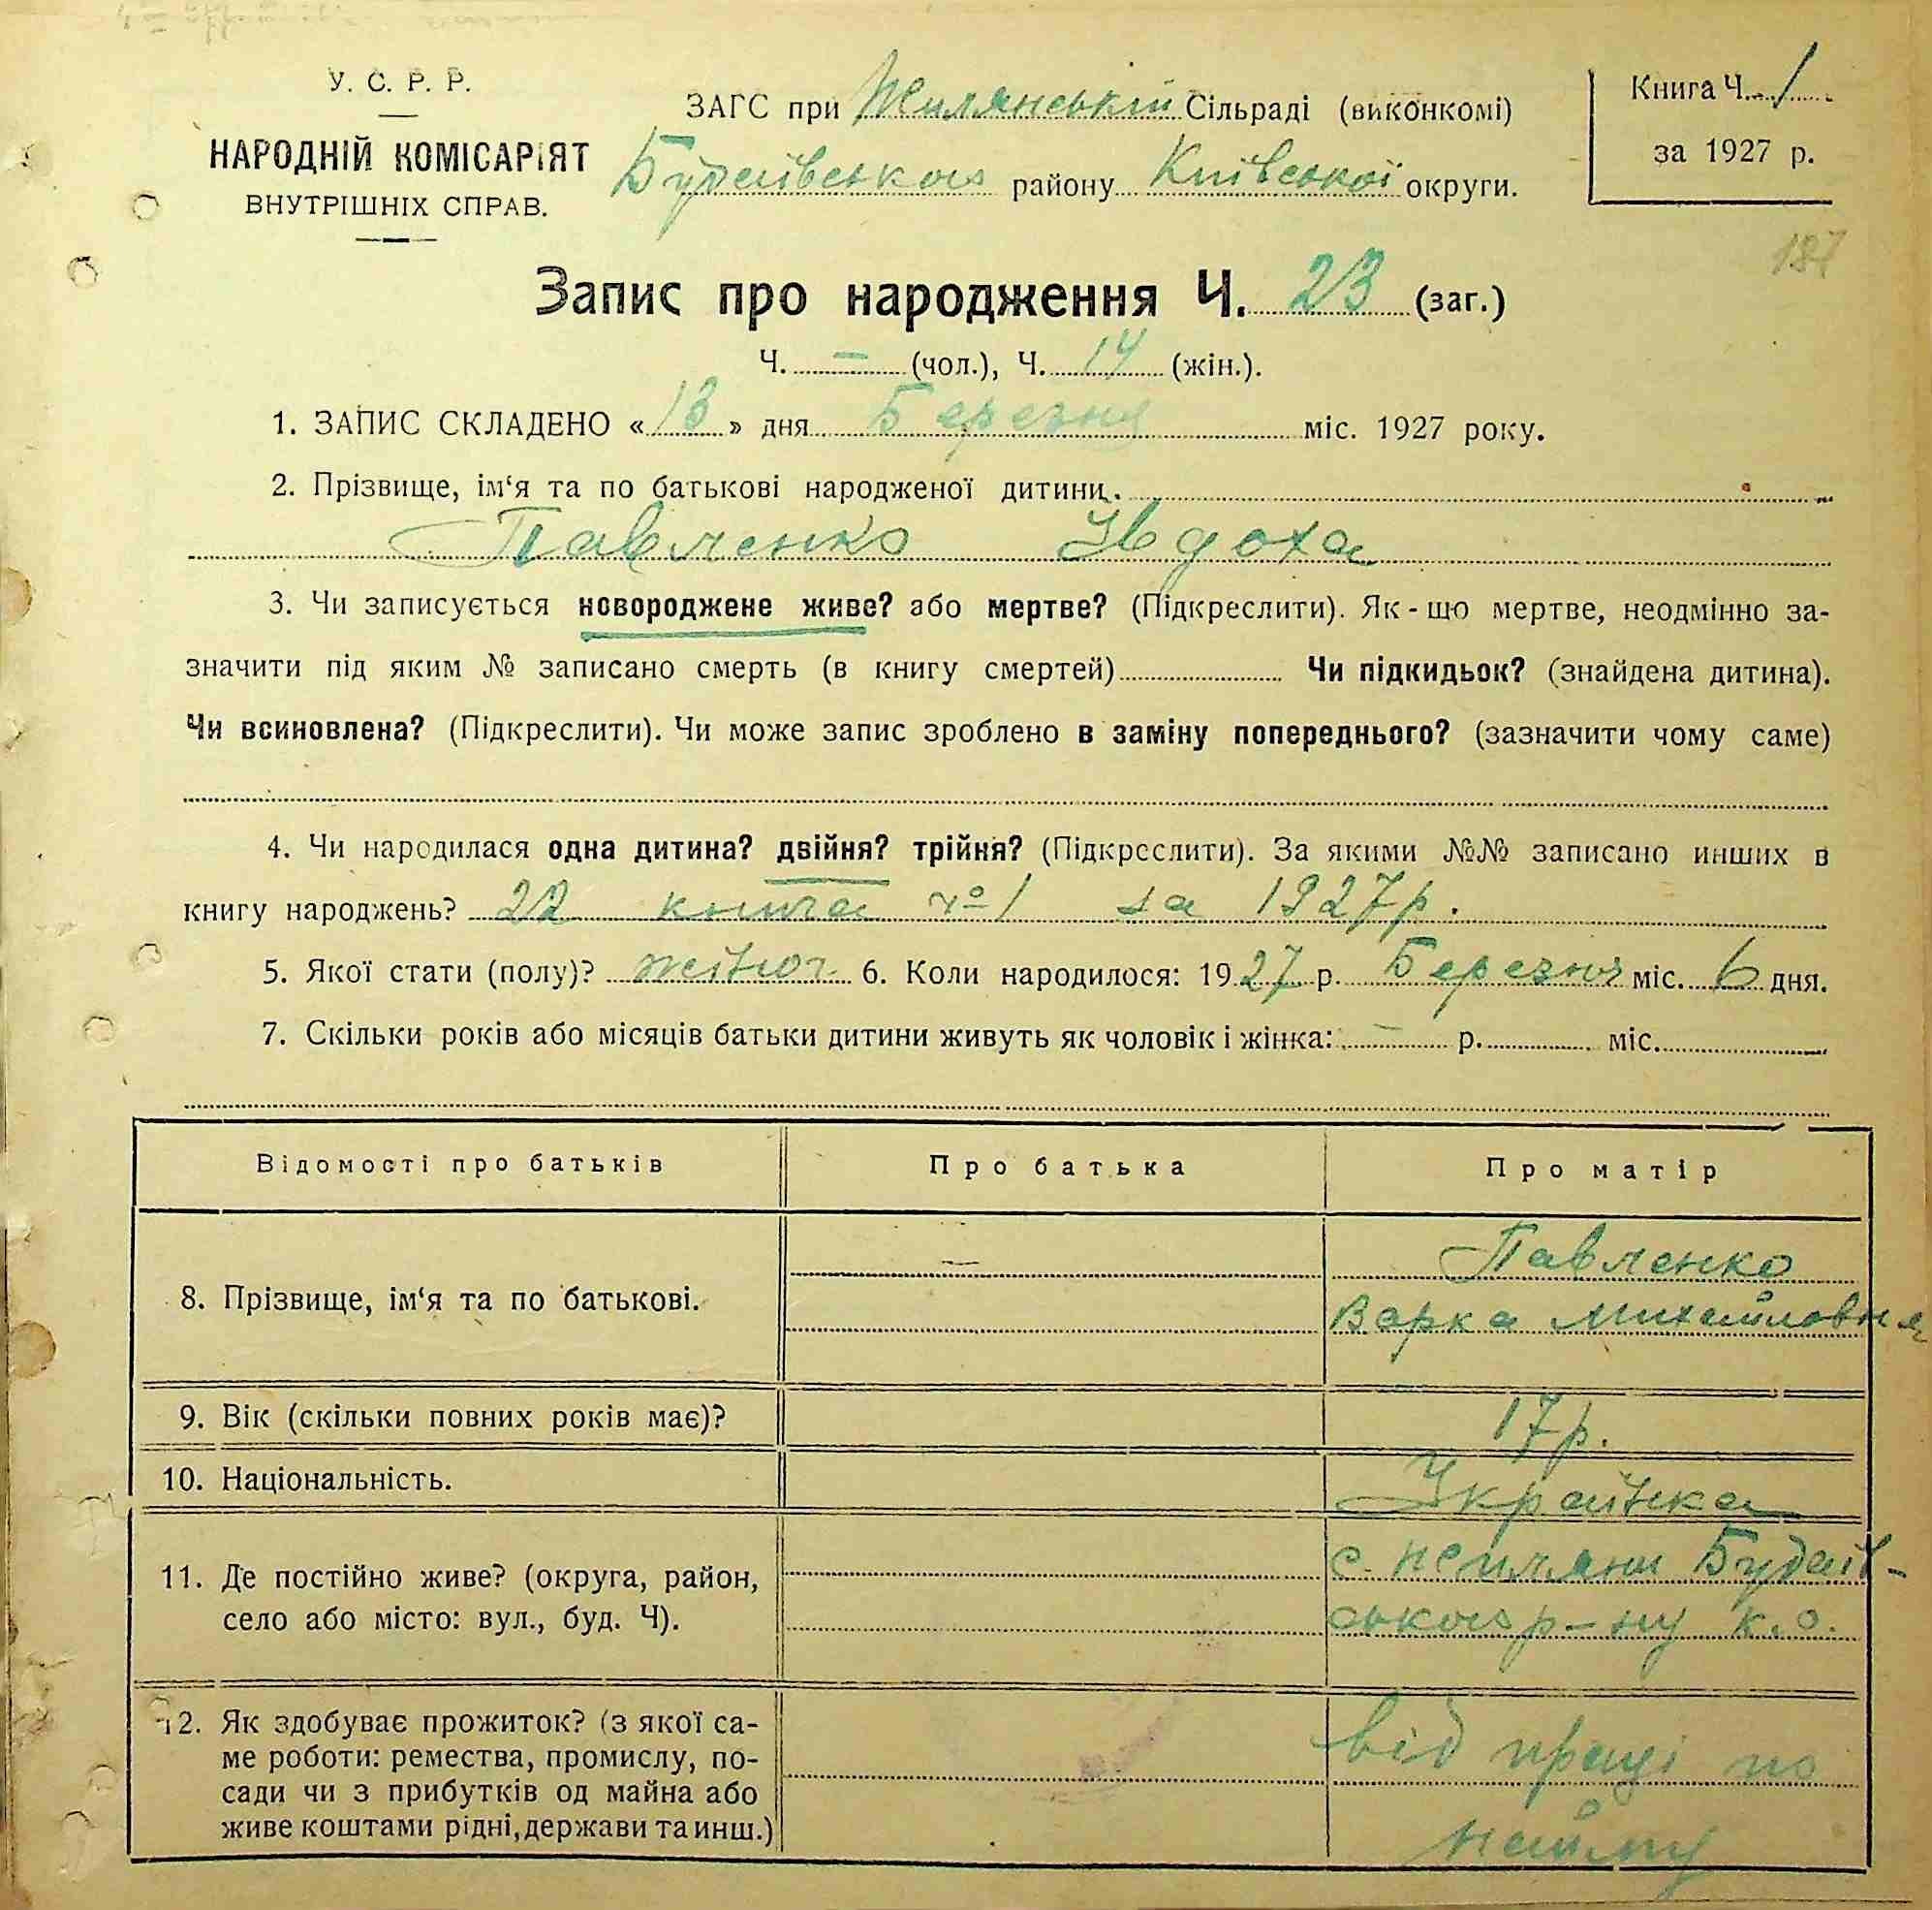 У. С. Р. Р.
НАРОДНІЙ КОМІСАРІЯТ
ВНУТРІШНІХ СПРАВ.
ЗАГС при Жилянській Сільраді (виконкомі)
Будаївського району Київської округи.
Книга Ч. 1
за 1927 р.
187
Запис про народження Ч. 23 (заг.)
Ч. — (чол.), Ч. 14 (жін.).
1. ЗАПИС СКЛАДЕНО «13» дня Березня міс. 1927 року.
2. Прізвище, ім‘я та по батькові народженої дитини.
Павленко Явдоха
3. Чи записується новороджене живе? або мертве? (Підкреслити). Як-що мертве, неодмінно за-
значити під яким № записано смерть (в книгу смертей) Чи підкидьок? (знайдена дитина).
Чи всиновлена? (Підкреслити). Чи може запис зроблено в заміну попереднього? (зазначити чому саме)
4. Чи народилася одна дитина? двійня? трійня? (Підкреслити). За якими №№ записано инших в
книгу народжень? 22 книга № 1 за 1927р.
5. Якої стати (полу)? жіноч. 6. Коли народилося: 1927 р. Березня міс. 6 дня.
7. Скільки років або місяців батьки дитини живуть як чоловік і жінка: — р. міс.
Відомості про батьків Про батька Про матір
8. Прізвище, ім‘я та по батькові. — Павленко
Варка Михайловна
9. Вік (скільки повних років має)? 17р.
10. Національність. Українка
11. Де постійно живе? (округа, район,
село або місто: вул., буд. Ч).
с. Жиляни Будаїв-
ського р-ну К.О.
12. Як здобуває прожиток? (з якої са-
ме роботи: ремества, промислу, по-
сади чи з прибутків од майна або
живе коштами рідні, держави та инш.)
від праці по
найму